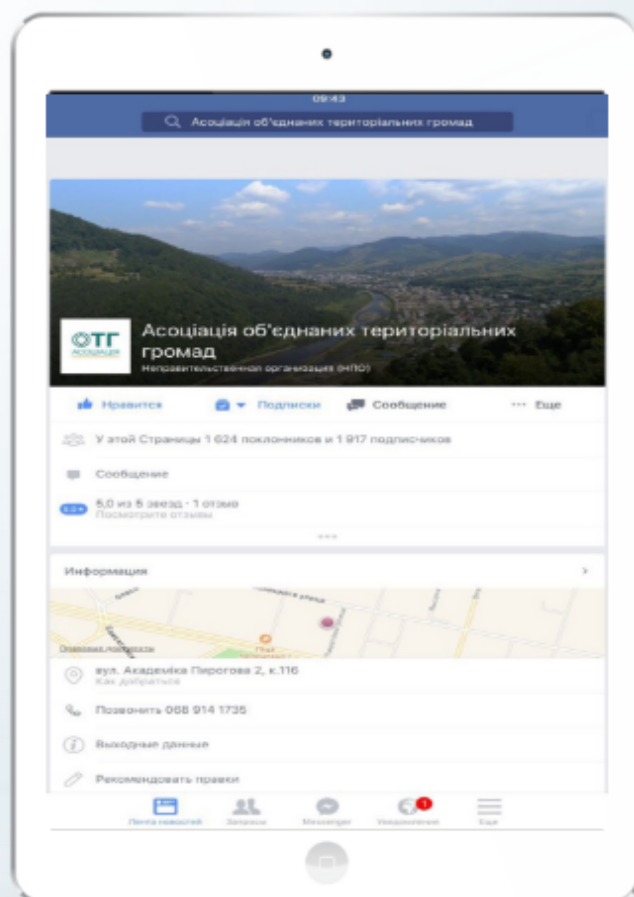 09:43
Асоціація об'єднаних територіальних громад
ОТГ
АСОЦІАЦІЯ
Асоціація об'єднаних територіальних
громад
Неправительственная организация (НПО)
Нравится
Подписки
Сообщение
Еще
У этой Страницы 1 624 поклонников и 1 917 подписчиков
Сообщение
5,0 из 5 звезд · 1 отзыв
Посмотрите отзывы
Информация
вул. Академіка Пирогова 2, к.116
Как добраться
Позвонить 068 914 1735
Выходные данные
Рекомендовать правки
1
Лента новостей
Запросы
Messenger
Уведомления
Еще